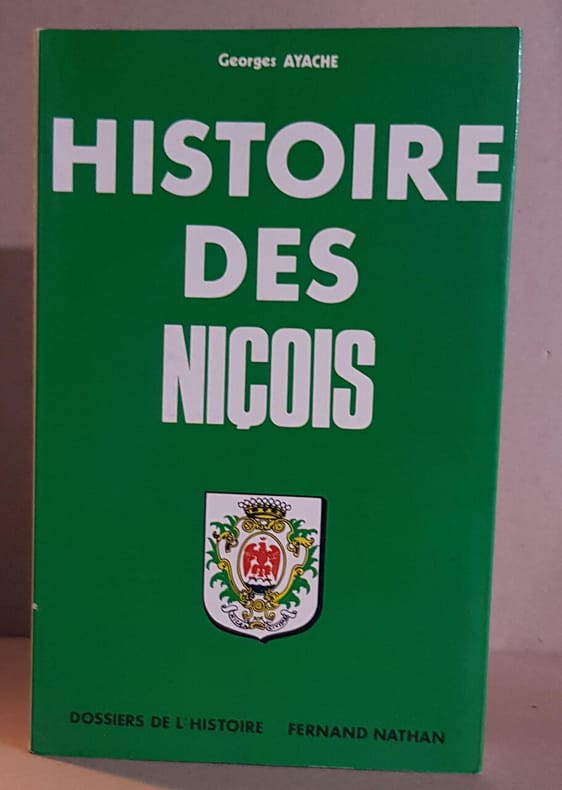 Georges AYACHE
HISTOIRE
DES
NIÇOIS
DOSSIERS DE L'HISTOIRE FERNAND NATHAN